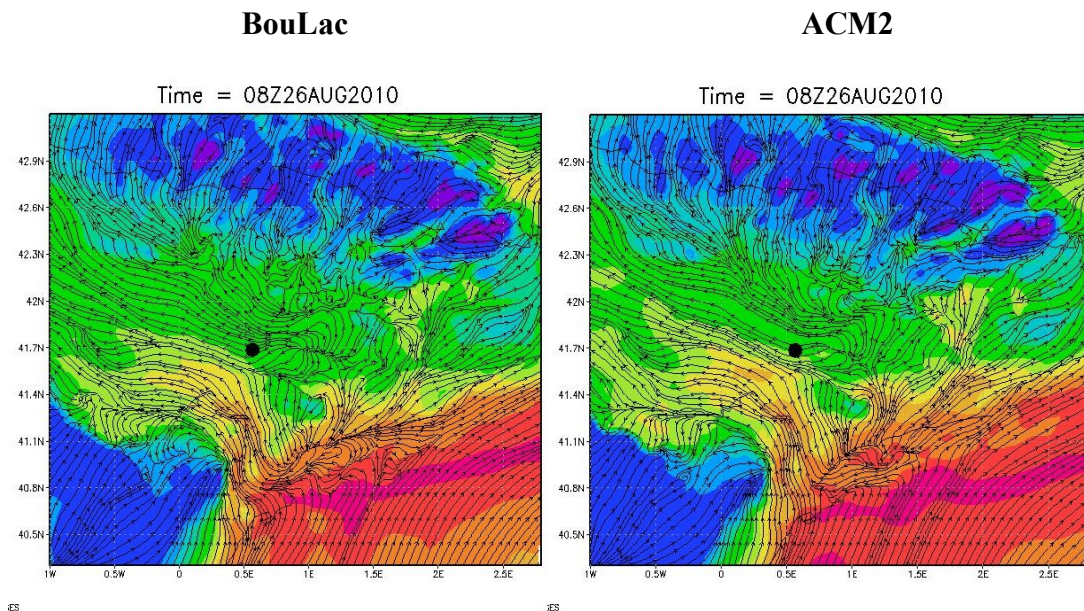 BouLac
ACM2
Time = 08Z26AUG2010
Time = 08Z26AUG2010
42.9N
42.6N
42.3N
42N
41.7N
41.4N
41.1N
40.8N
40.5N
1W 0.5W 0 0.5E 1E 1.5E 2E 2.5E
42.9N
42.6N
42.3N
42N
41.7N
41.4N
41.1N
40.8N
40.5N
1W 0.5W 0 0.5E 1E 1.5E 2E 2.5E